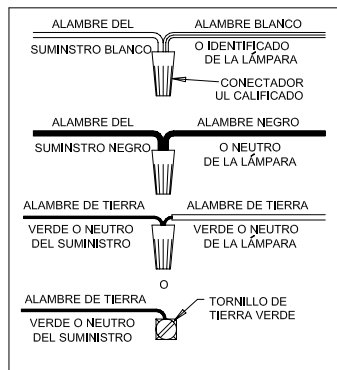 ALAMBRE DEL ALAMBRE BLANCO
SUMINSTRO BLANCO O IDENTIFICADO
DE LA LÁMPARA
CONECTADOR
UL CALIFICADO
ALAMBRE DEL ALAMBRE NEGRO
SUMINSTRO NEGRO O NEUTRO
DE LA LÁMPARA
ALAMBRE DE TIERRA ALAMBRE DE TIERRA
VERDE O NEUTRO VERDE O NEUTRO
DEL SUMINISTRO DE LA LÁMPARA
O
ALAMBRE DE TIERRA TORNILLO DE
TIERRA VERDE
VERDE O NEUTRO
DEL SUMINISTRO